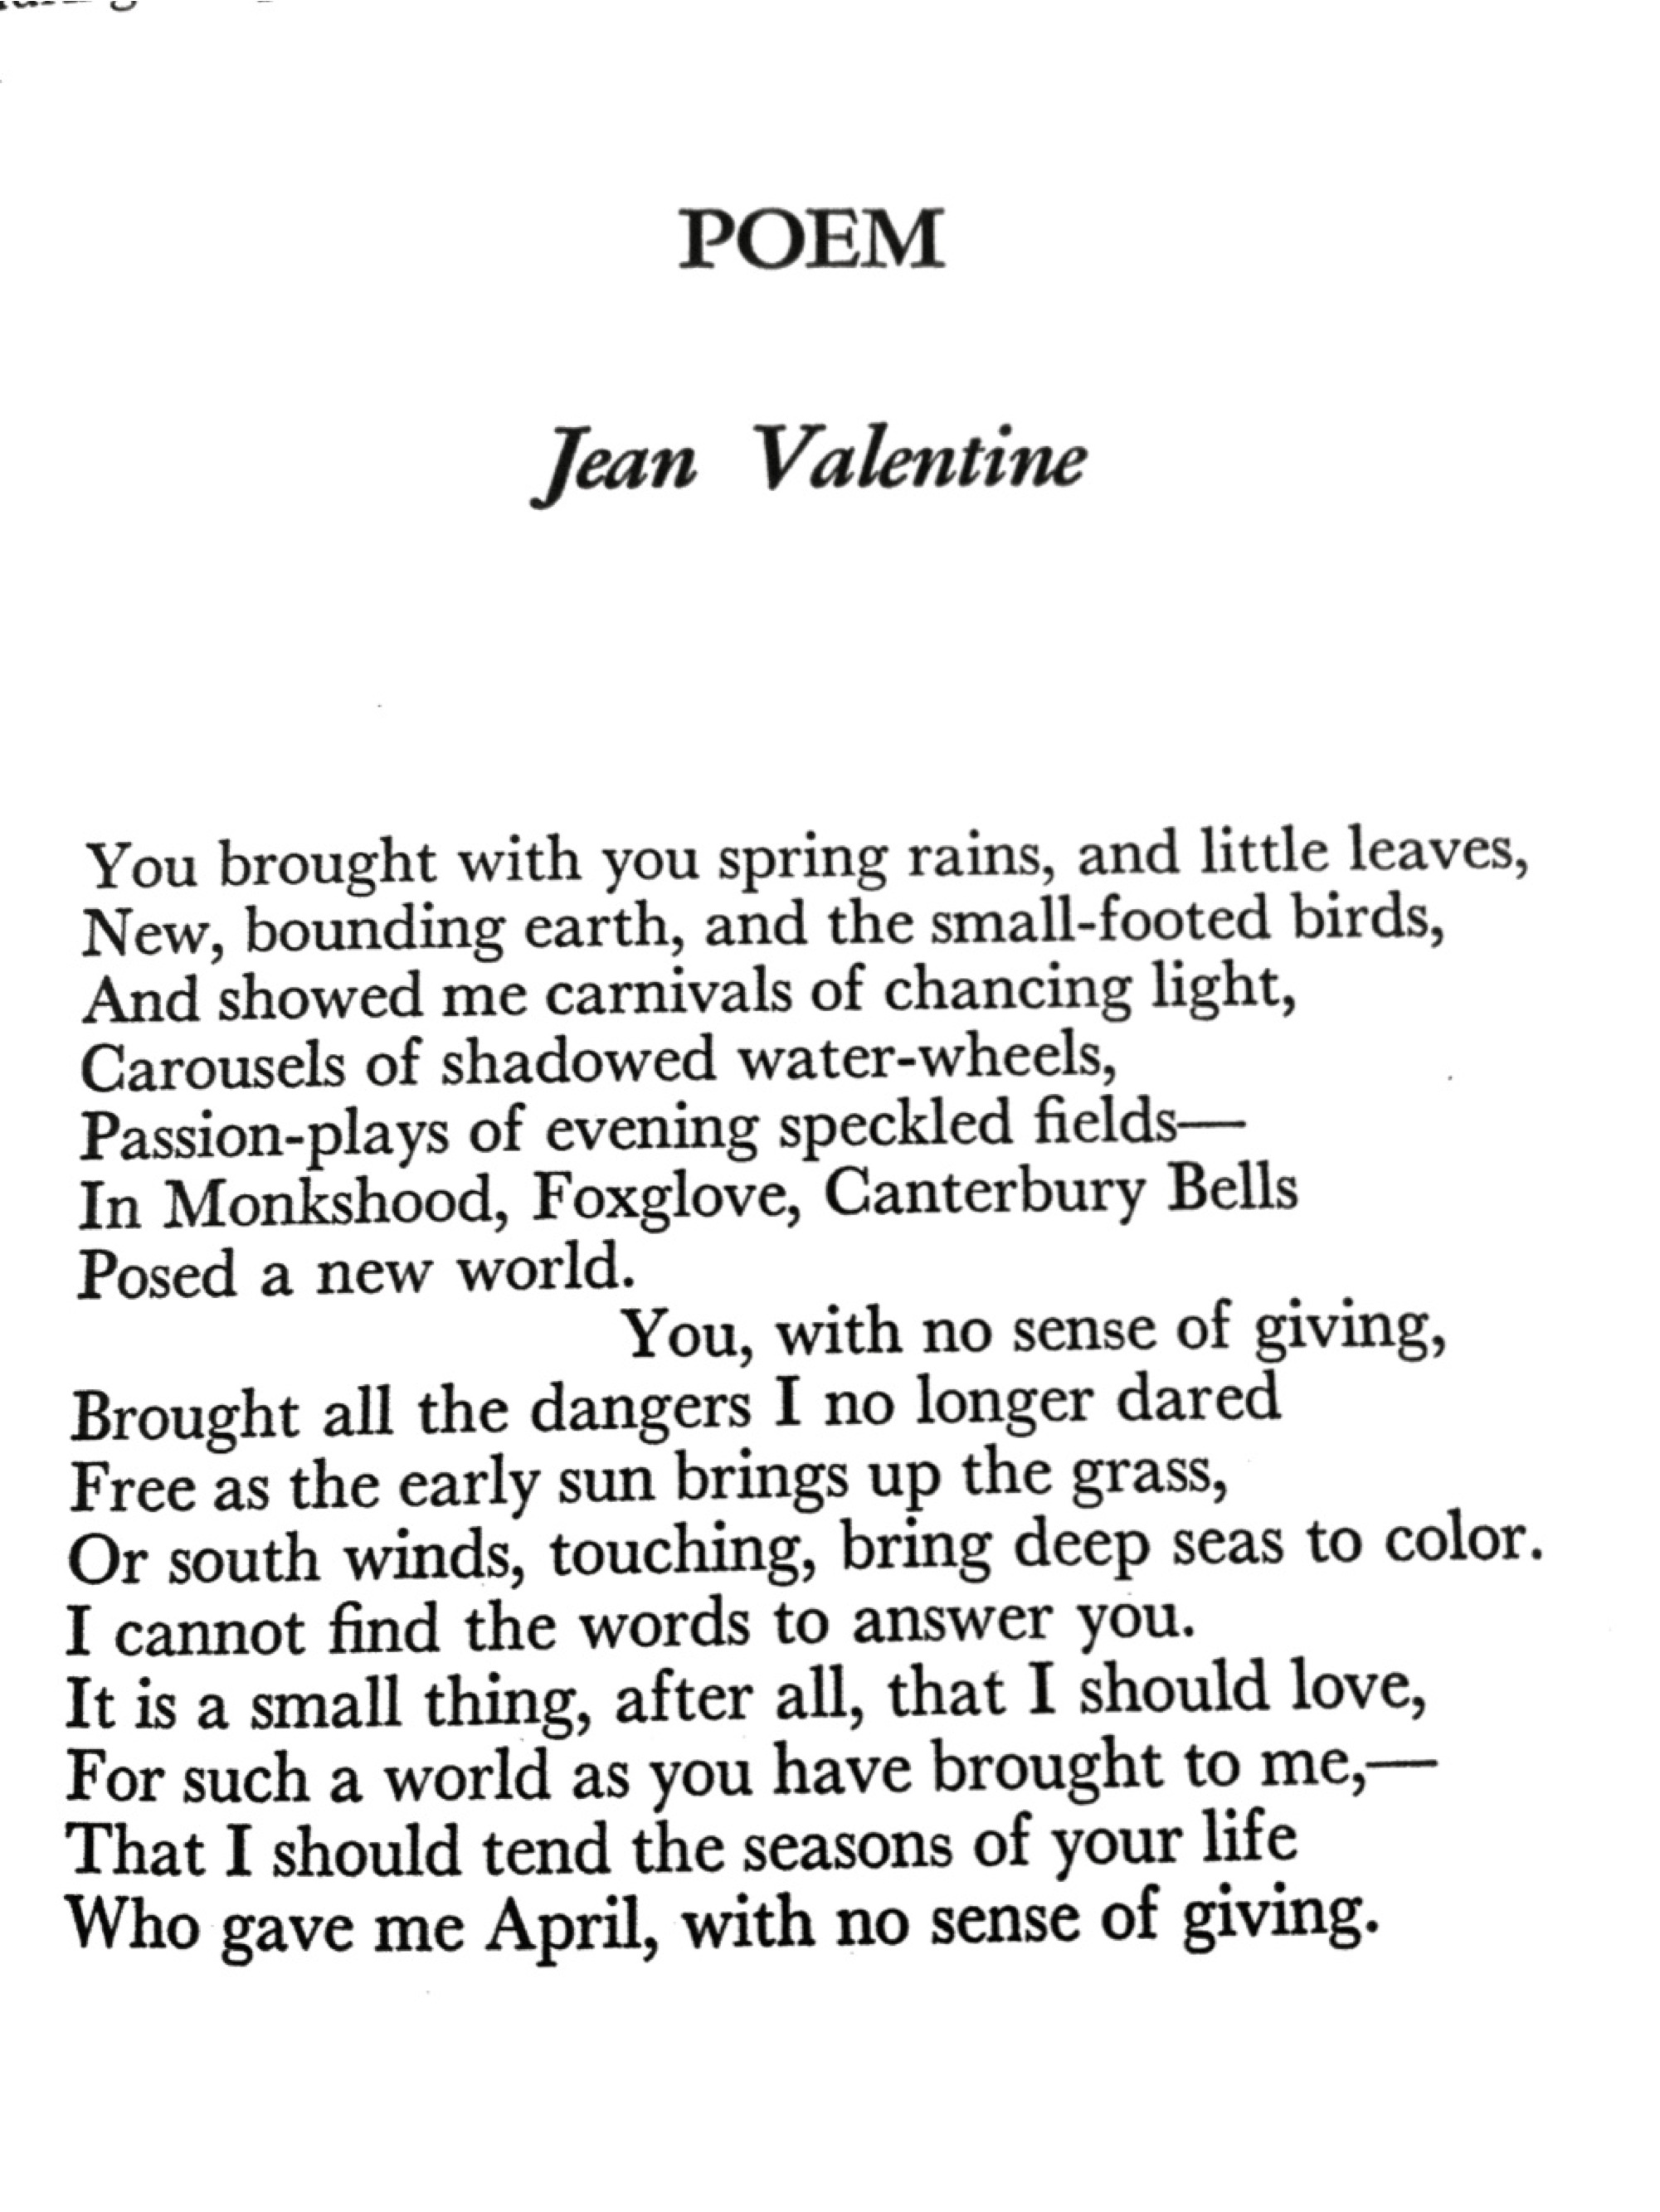 POEM
Jean Valentine
You brought with you spring rains, and little leaves,
New, bounding earth, and the small-footed birds,
And showed me carnivals of chancing light,
Carousels of shadowed water-wheels,
Passion-plays of evening speckled fields—
In Monkshood, Foxglove, Canterbury Bells
Posed a new world.
You, with no sense of giving,
Brought all the dangers I no longer dared
Free as the early sun brings up the grass,
Or south winds, touching, bring deep seas to color.
I cannot find the words to answer you.
It is a small thing, after all, that I should love,
For such a world as you have brought to me,—
That I should tend the seasons of your life
Who gave me April, with no sense of giving.